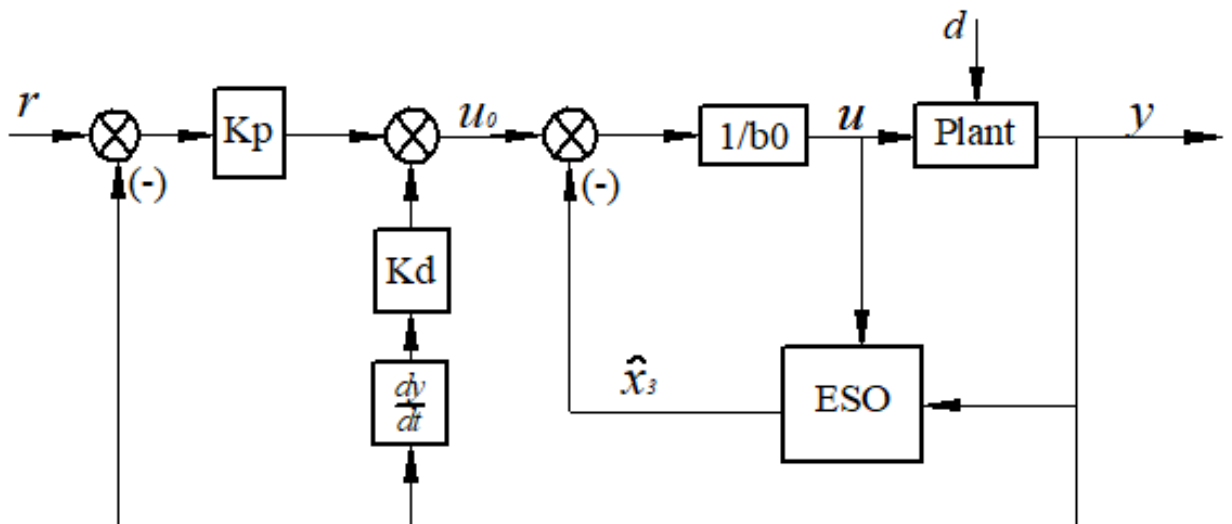 d
r
Kp
u₀
1/b0
u
Plant
y
(-)
(-)
Kd
dy
dt
x̂₃
ESO